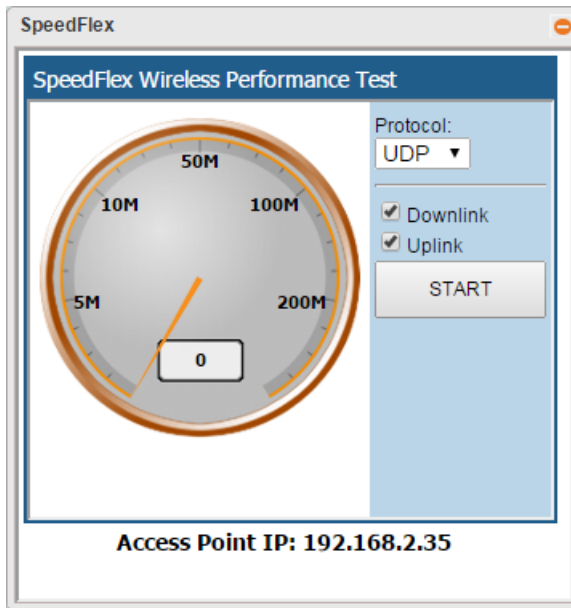 SpeedFlex
SpeedFlex Wireless Performance Test
Protocol:
UDP
50M
10M
100M
Downlink
Uplink
START
5M
200M
0
Access Point IP: 192.168.2.35